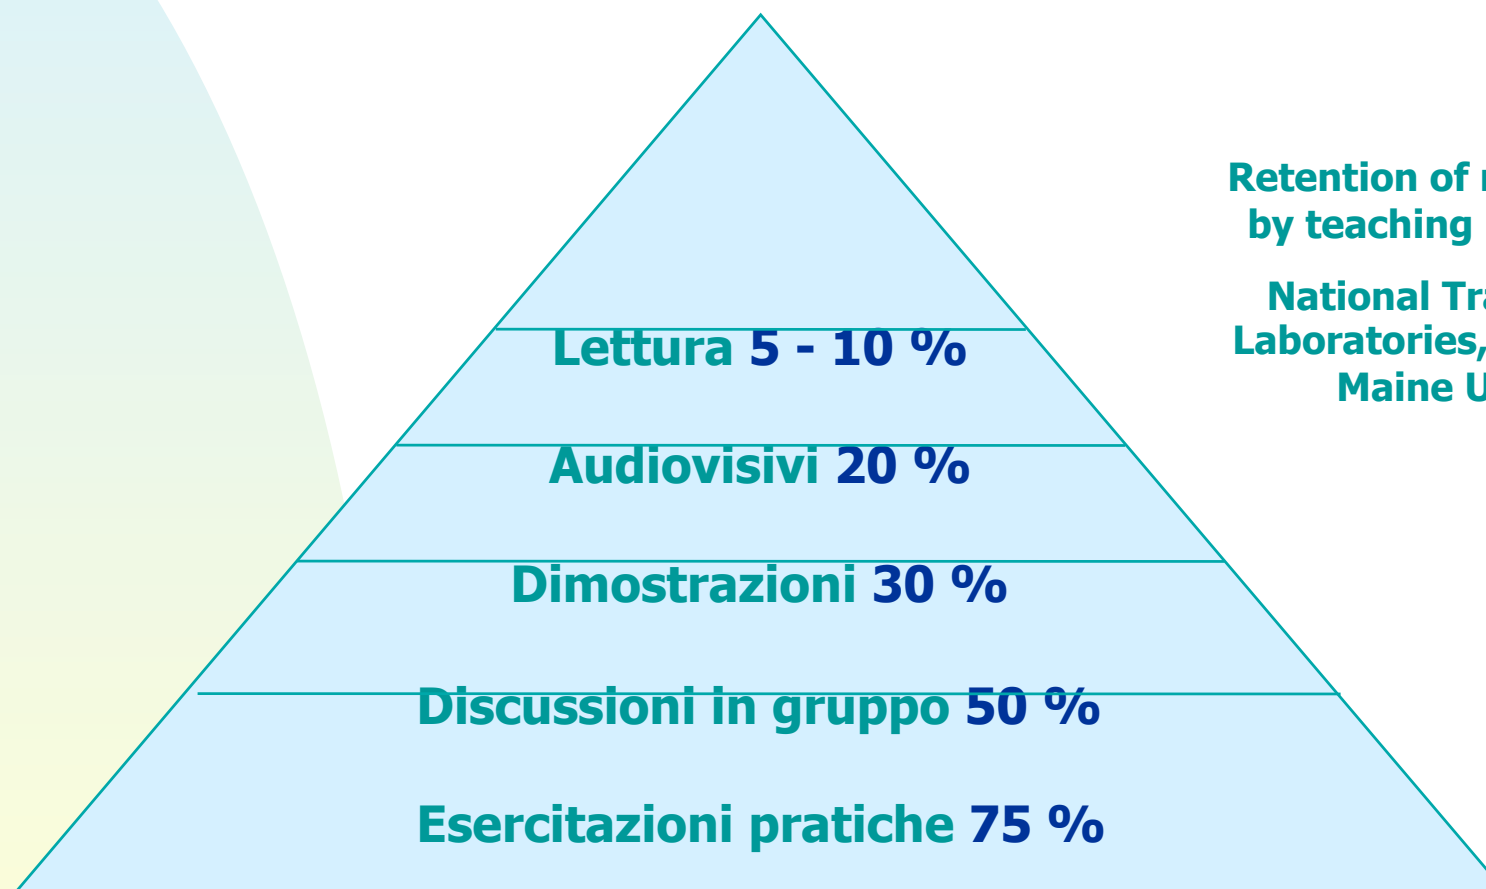 Retention of
by teaching
National Tra
Laboratories,
Maine U
Lettura 5 - 10 %
Audiovisivi 20 %
Dimostrazioni 30 %
Discussioni in gruppo 50 %
Esercitazioni pratiche 75 %